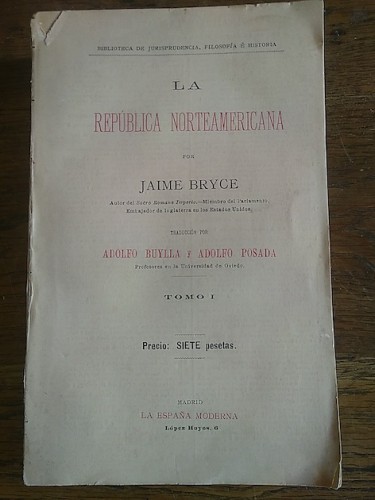 BIBLIOTECA DE JURISPRUDENCIA, FILOSOFÍA É HISTORIA
LA
REPÚBLICA NORTEAMERICANA
POR
JAIME BRYCE
Autor del Sacro Romano Imperio.—Miembro del Parlamento,
Embajador de Inglaterra en los Estados Unidos,
TRADUCCIÓN POR
ADOLFO BUYLLA Y ADOLFO POSADA
Profesores en la Universidad de Oviedo.
TOMO I
Precio: SIETE pesetas.
MADRID
LA ESPAÑA MODERNA
López Hoyos, 6